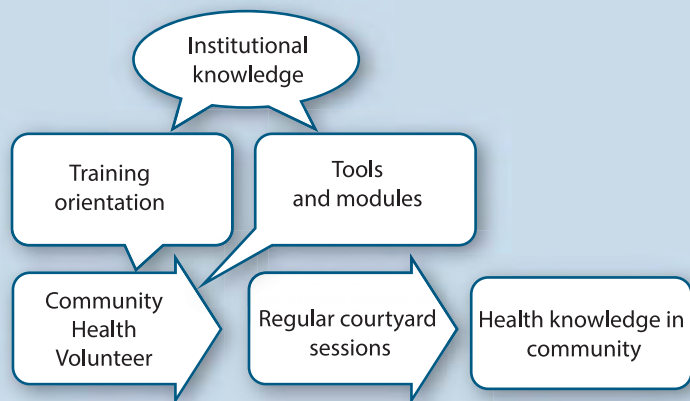 Institutional
knowledge
Training
orientation
Tools
and modules
Community
Health
Volunteer
Regular courtyard
sessions
Health knowledge in
community